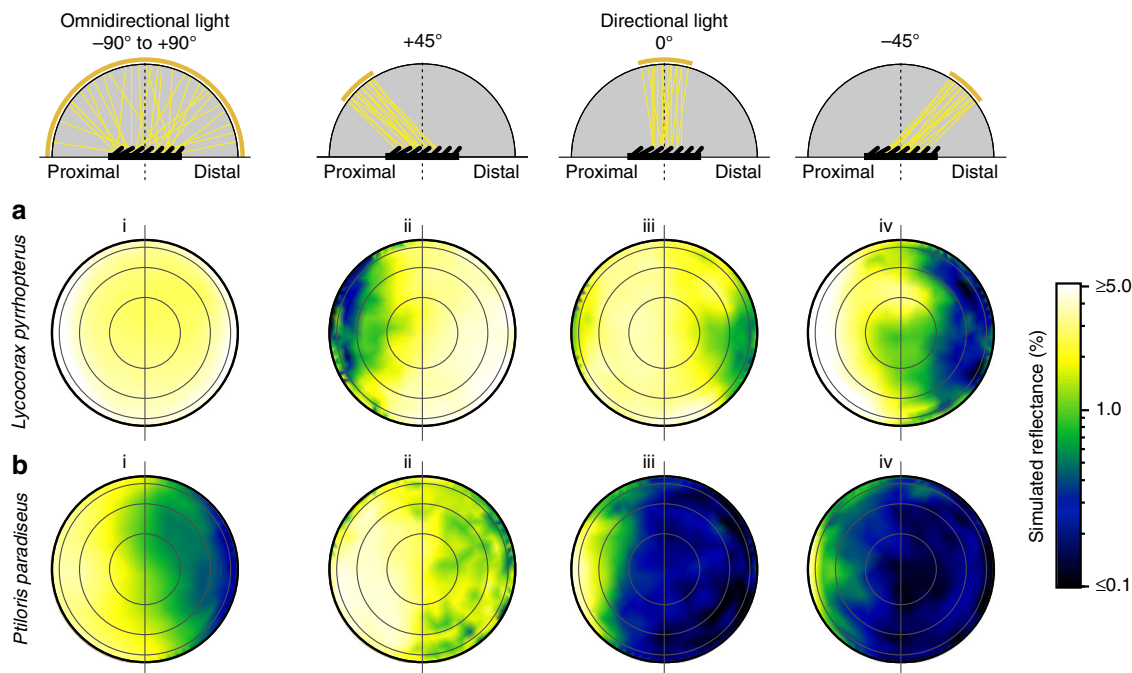 Omnidirectional light
–90° to +90°
+45°
Directional light
0°
–45°
Proximal Distal
Proximal Distal
Proximal Distal
Proximal Distal
a
Lycocorax pyrrhopterus
i
ii
iii
iv
b
Ptiloris paradiseus
i
ii
iii
iv
≥5.0
1.0
≤0.1
Simulated reflectance (%)